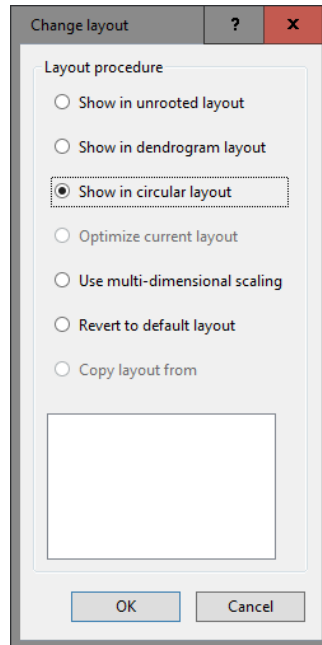 Change layout ? x
Layout procedure
Show in unrooted layout
Show in dendrogram layout
Show in circular layout
Optimize current layout
Use multi-dimensional scaling
Revert to default layout
Copy layout from
OK Cancel